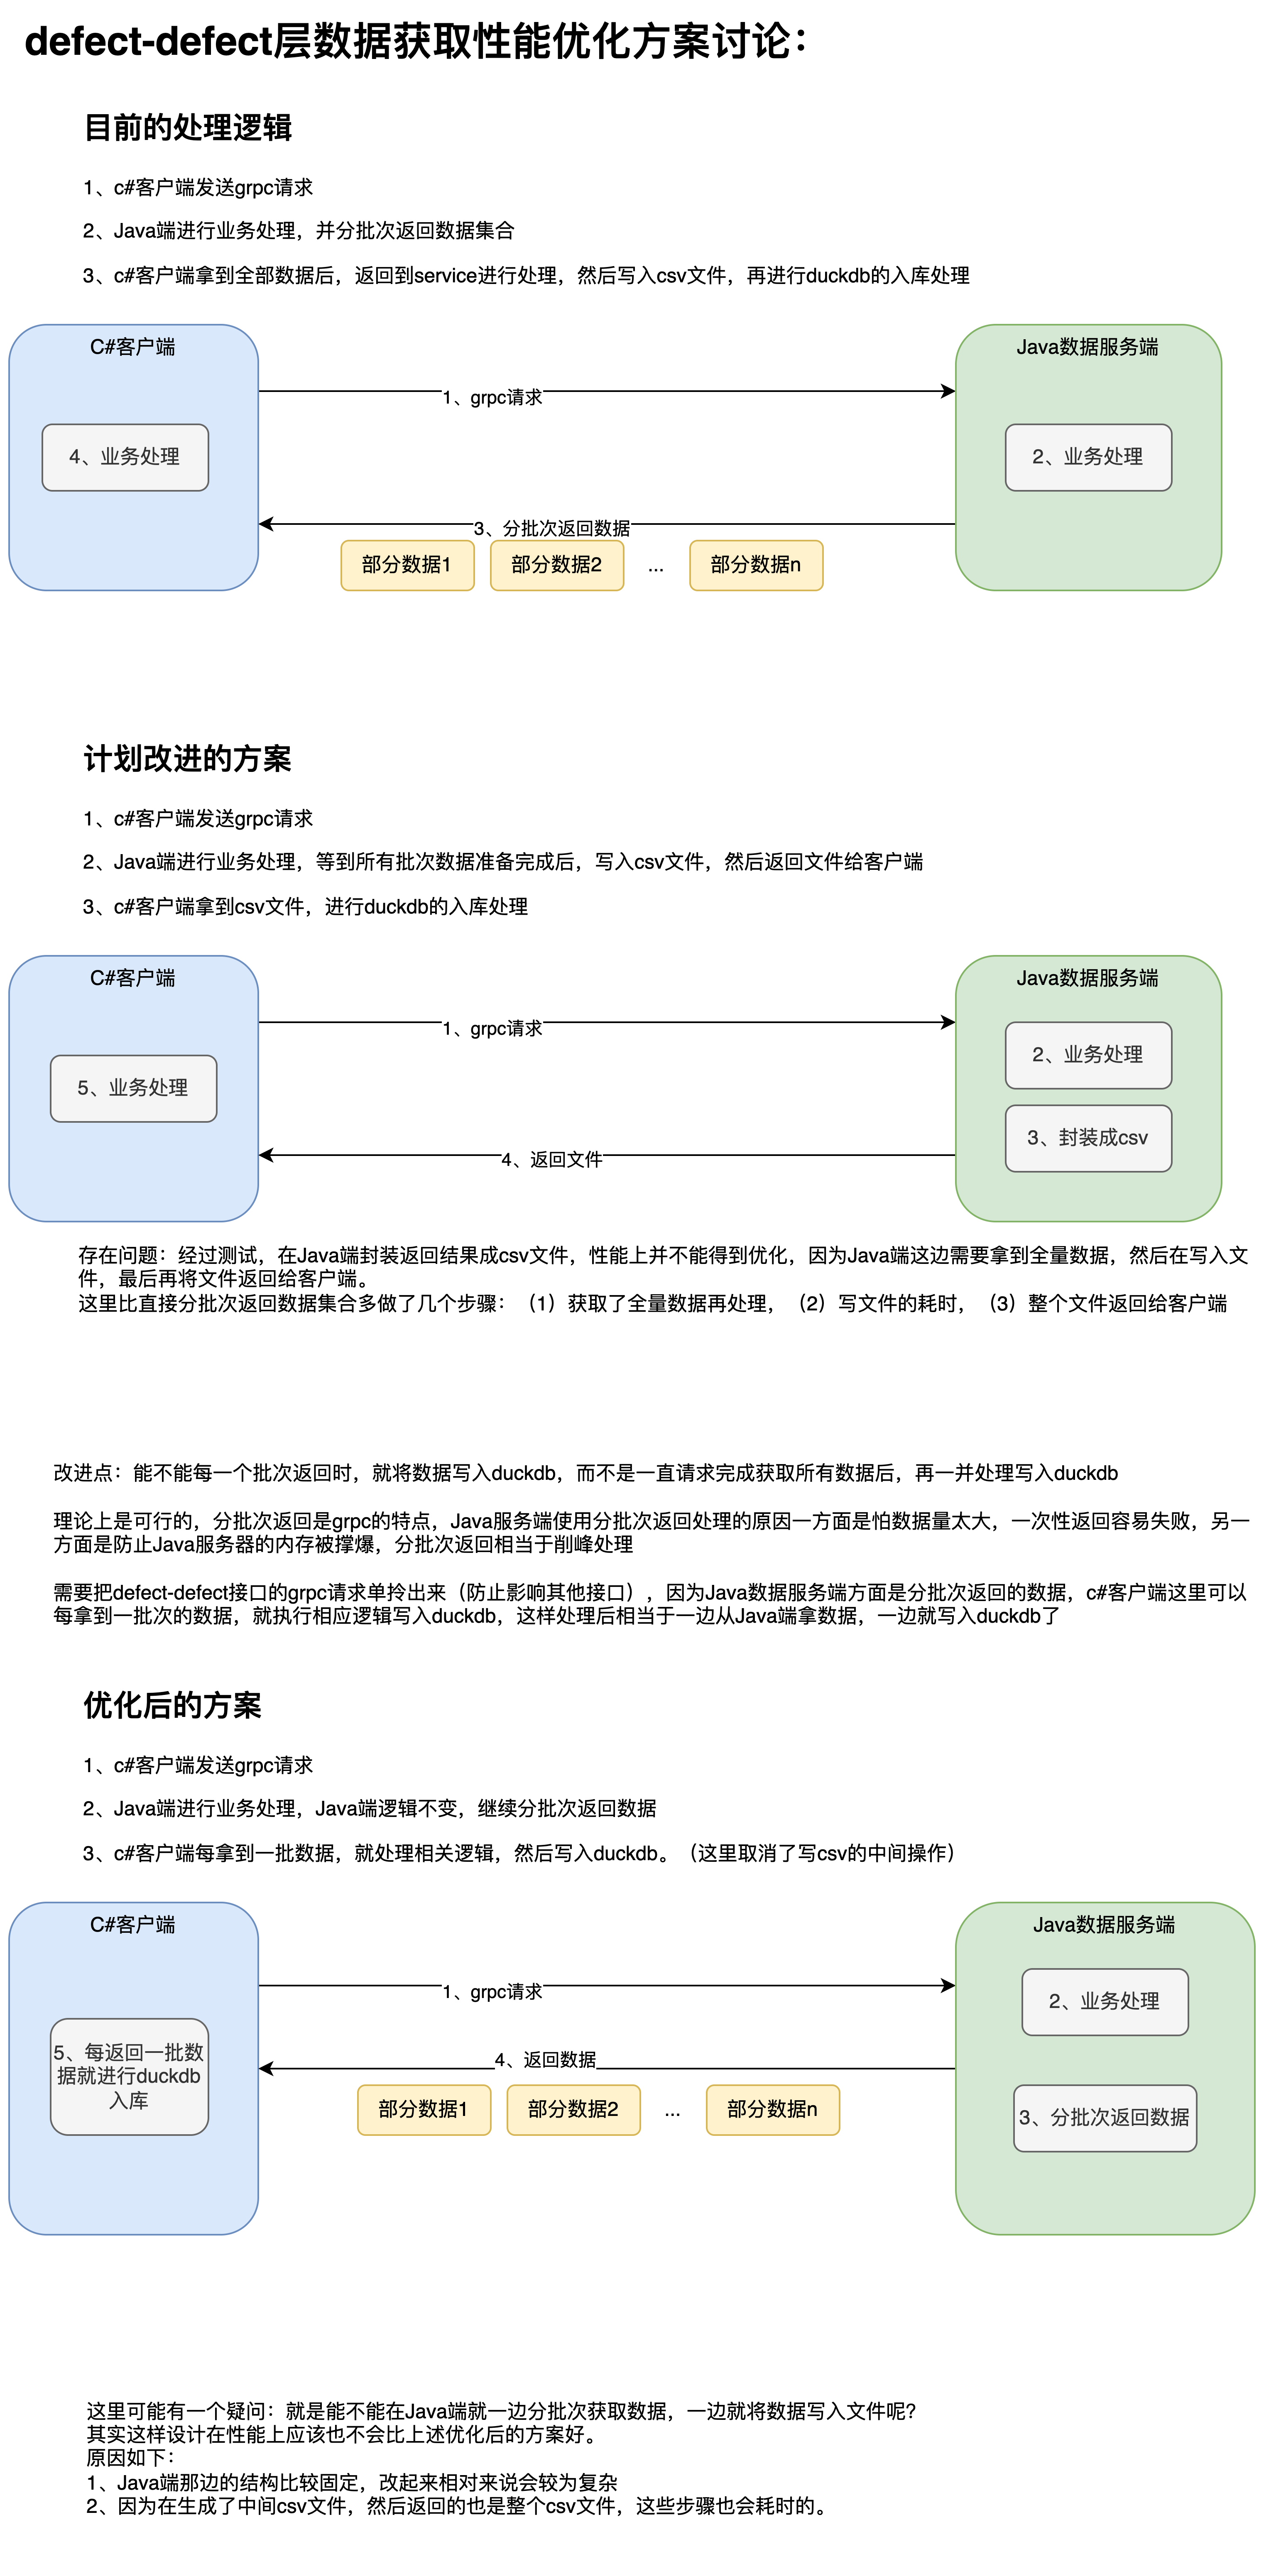 defect-defect层数据获取性能优化方案讨论：
目前的处理逻辑
1、c#客户端发送grpc请求
2、Java端进行业务处理，并分批次返回数据集合
3、c#客户端拿到全部数据后，返回到service进行处理，然后写入csv文件，再进行duckdb的入库处理
C#客户端
Java数据服务端
1、grpc请求
4、业务处理
2、业务处理
3、分批次返回数据
部分数据1
部分数据2
...
部分数据n
计划改进的方案
1、c#客户端发送grpc请求
2、Java端进行业务处理，等到所有批次数据准备完成后，写入csv文件，然后返回文件给客户端
3、c#客户端拿到csv文件，进行duckdb的入库处理
C#客户端
Java数据服务端
1、grpc请求
2、业务处理
5、业务处理
3、封装成csv
4、返回文件
存在问题：经过测试，在Java端封装返回结果成csv文件，性能上并不能得到优化，因为Java端这边需要拿到全量数据，然后在写入文
件，最后再将文件返回给客户端。
这里比直接分批次返回数据集合多做了几个步骤：（1）获取了全量数据再处理，（2）写文件的耗时，（3）整个文件返回给客户端
改进点：能不能每一个批次返回时，就将数据写入duckdb，而不是一直请求完成获取所有数据后，再一并处理写入duckdb
理论上是可行的，分批次返回是grpc的特点，Java服务端使用分批次返回处理的原因一方面是怕数据量太大，一次性返回容易失败，另一
方面是防止Java服务器的内存被撑爆，分批次返回相当于削峰处理
需要把defect-defect接口的grpc请求单拎出来（防止影响其他接口），因为Java数据服务端方面是分批次返回的数据，c#客户端这里可以
每拿到一批次的数据，就执行相应逻辑写入duckdb，这样处理后相当于一边从Java端拿数据，一边就写入duckdb了
优化后的方案
1、c#客户端发送grpc请求
2、Java端进行业务处理，Java端逻辑不变，继续分批次返回数据
3、c#客户端每拿到一批数据，就处理相关逻辑，然后写入duckdb。（这里取消了写csv的中间操作）
C#客户端
Java数据服务端
1、grpc请求
2、业务处理
5、每返回一批数
据就进行duckdb
入库
4、返回数据
部分数据1
部分数据2
...
部分数据n
3、分批次返回数据
这里可能有一个疑问：就是能不能在Java端就一边分批次获取数据，一边就将数据写入文件呢？
其实这样设计在性能上应该也不会比上述优化后的方案好。
原因如下：
1、Java端那边的结构比较固定，改起来相对来说会较为复杂
2、因为在生成了中间csv文件，然后返回的也是整个csv文件，这些步骤也会耗时的。